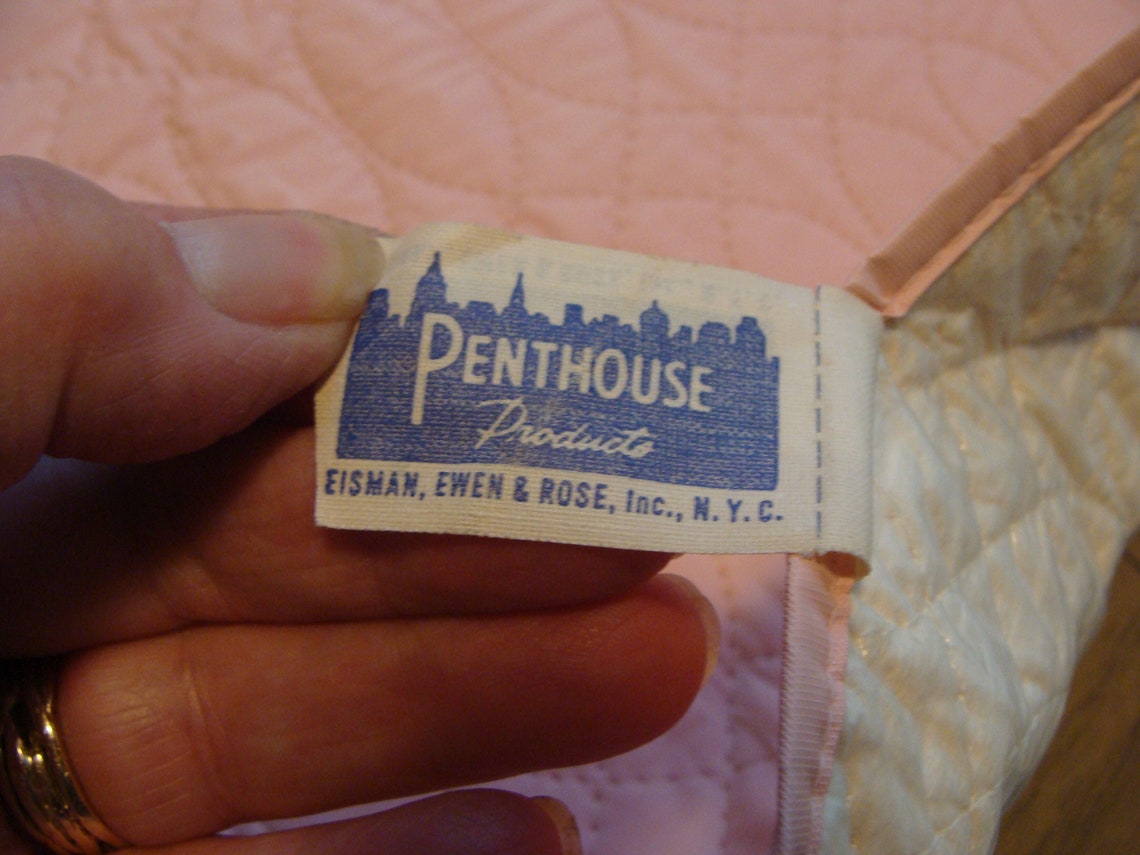 PENTHOUSE
Products
EISMAN, EWEN & ROSE, Inc., N. Y. C.